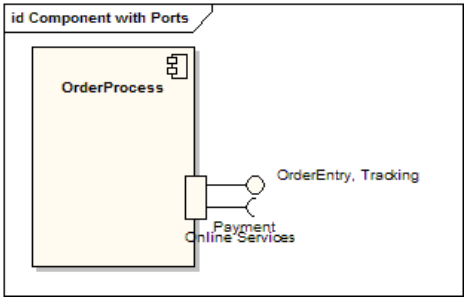 id Component with Ports
OrderProcess
OrderEntry, Tracking
Payment
Online Services